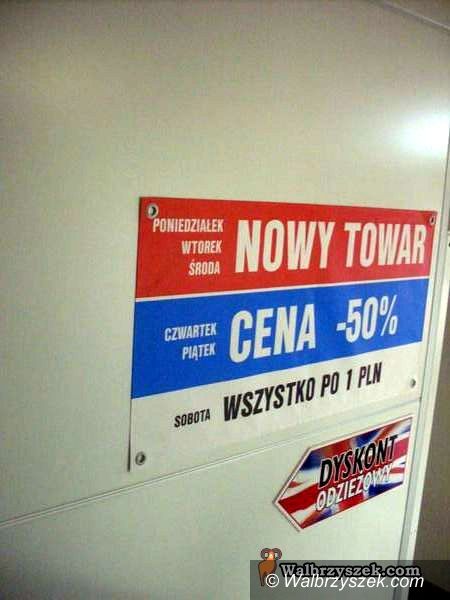 PONIEDZIAŁEK
WTOREK
ŚRODA
NOWY TOWAR
CZWARTEK
PIĄTEK
CENA -50%
SOBOTA WSZYSTKO PO 1 PLN
DYSKONT
ODZIEŻOWY
Walbrzyszek.com
© Walbrzyszek.com